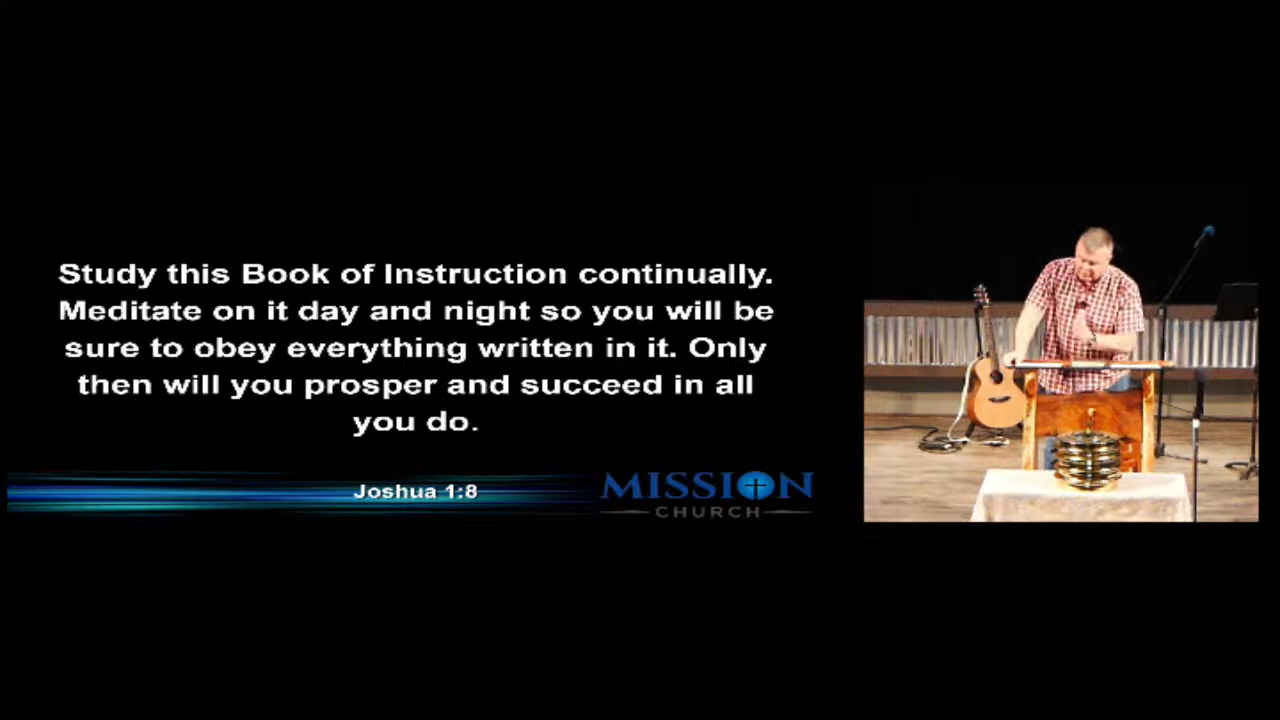 Study this Book of Instruction continually.
Meditate on it day and night so you will be
sure to obey everything written in it. Only
then will you prosper and succeed in all
you do.
Joshua 1:8
MISSION
CHURCH